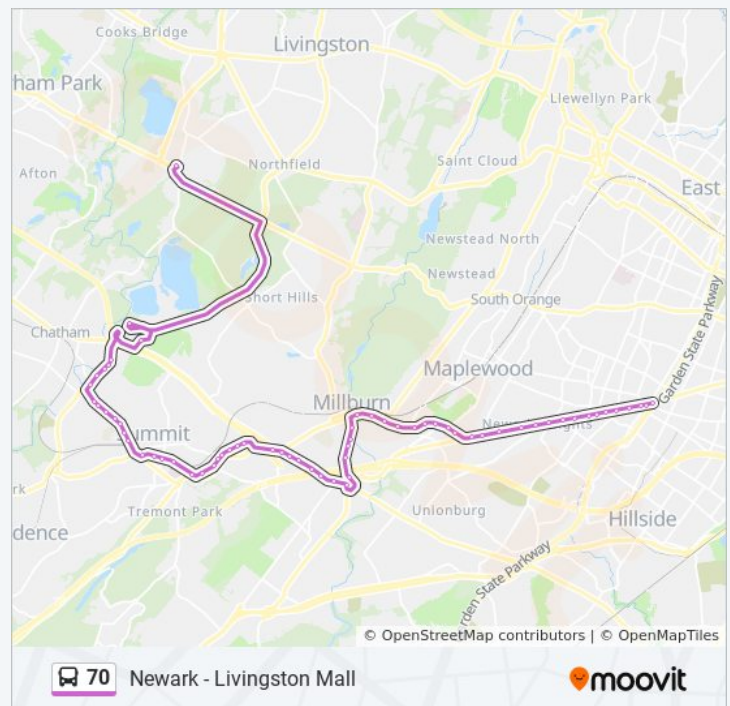 Cooks Bridge
Livingston
ham Park
Llewellyn Park
Afton
Northfield
Saint Cloud
East
Newstead North
Newstead
Short Hills
South Orange
Garden State Parkway
Chatham
Maplewood
Millburn
Summit
rk
Tremont Park
Unionburg
Hillside
dence
Garden State Parkway
© OpenStreetMap contributors | © OpenMapTiles
70 Newark - Livingston Mall
moovit